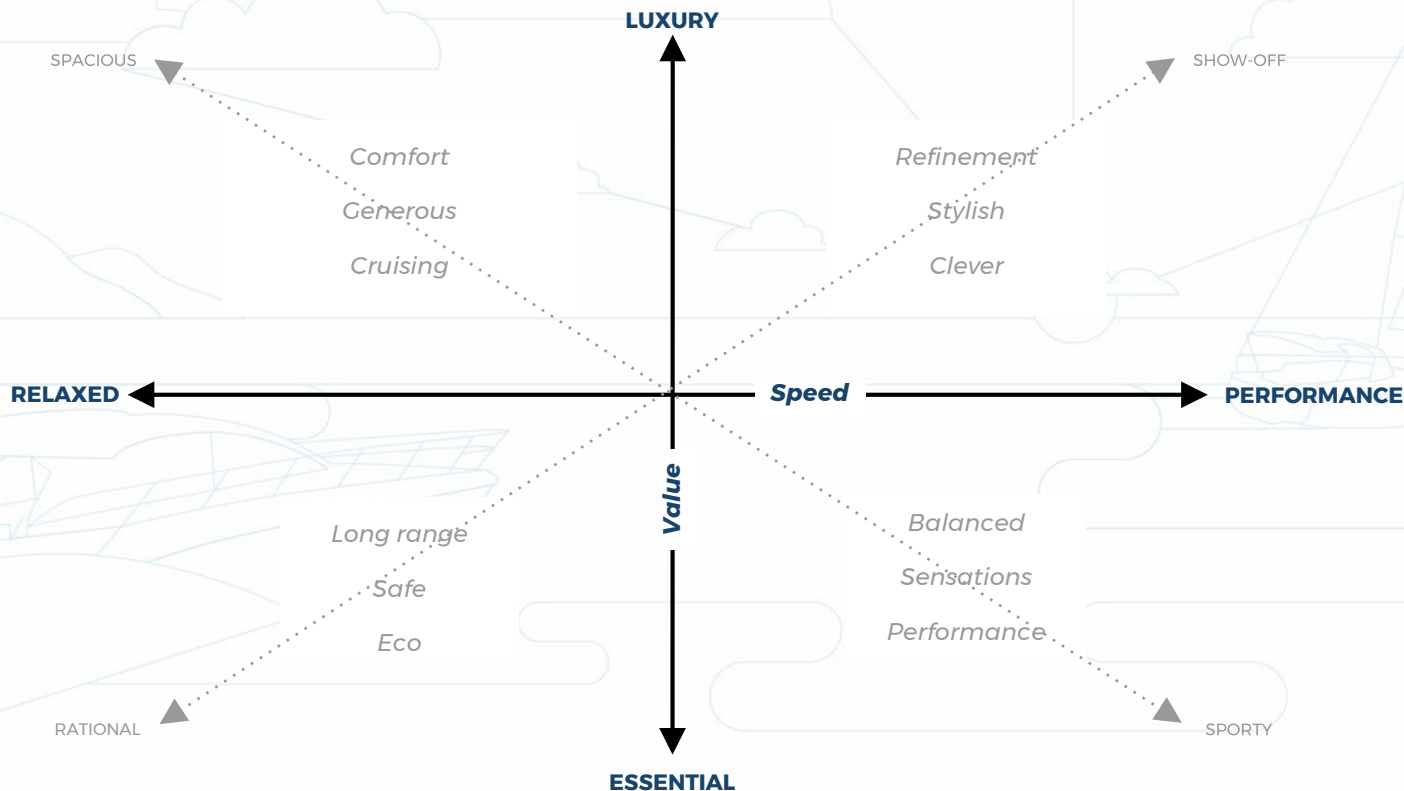 LUXURY
SPACIOUS
SHOW-OFF
Comfort
Generous
Cruising
Refinement
Stylish
Clever
RELAXED
Speed
PERFORMANCE
Value
Long range
Safe
Eco
Balanced
Sensations
Performance
RATIONAL
SPORTY
ESSENTIAL